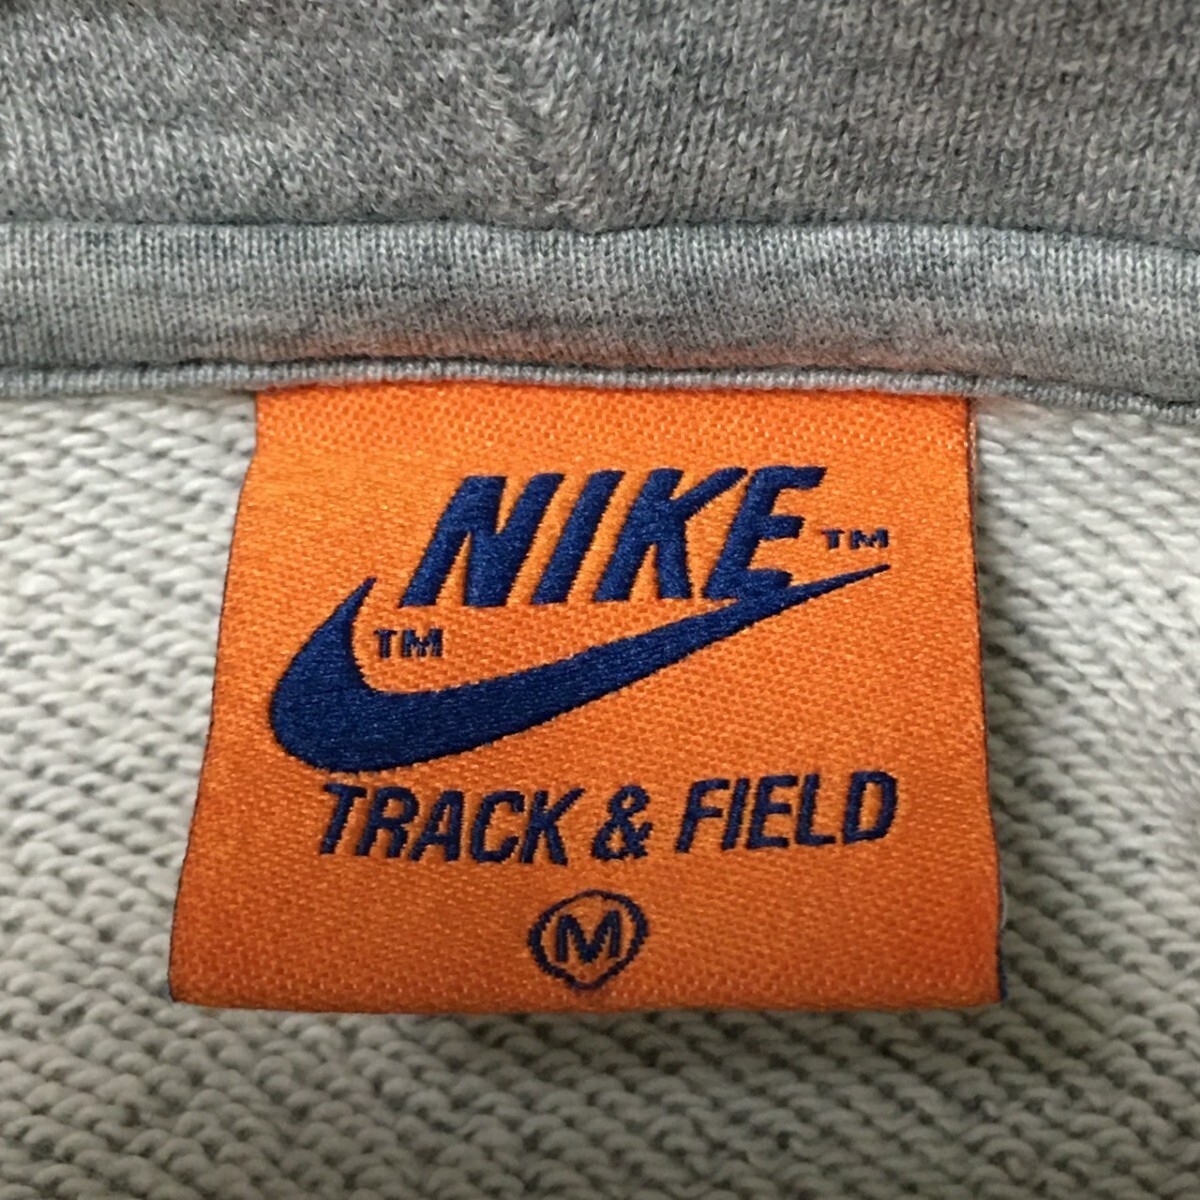 NIKE™
™
TRACK & FIELD
M